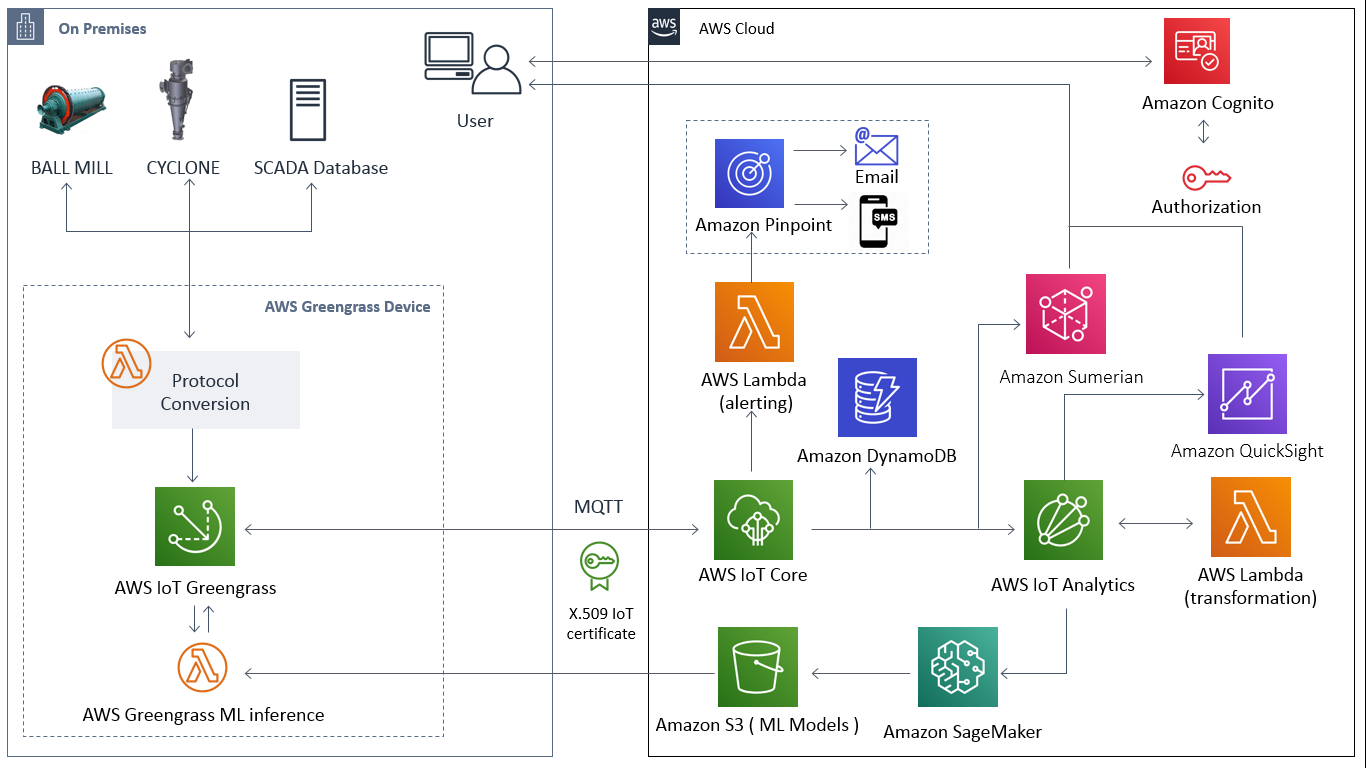 On Premises
aws
AWS Cloud
User
Amazon Cognito
BALL MILL
CYCLONE
SCADA Database
@
Email
Authorization
SMS
Amazon Pinpoint
AWS Greengrass Device
Protocol
Conversion
AWS Lambda
(alerting)
Amazon Sumerian
Amazon DynamoDB
Amazon QuickSight
MQTT
AWS IoT Core
AWS IoT Greengrass
AWS IoT Analytics
AWS Lambda
(transformation)
X.509 IoT
certificate
AWS Greengrass ML inference
Amazon S3 ( ML Models )
Amazon SageMaker